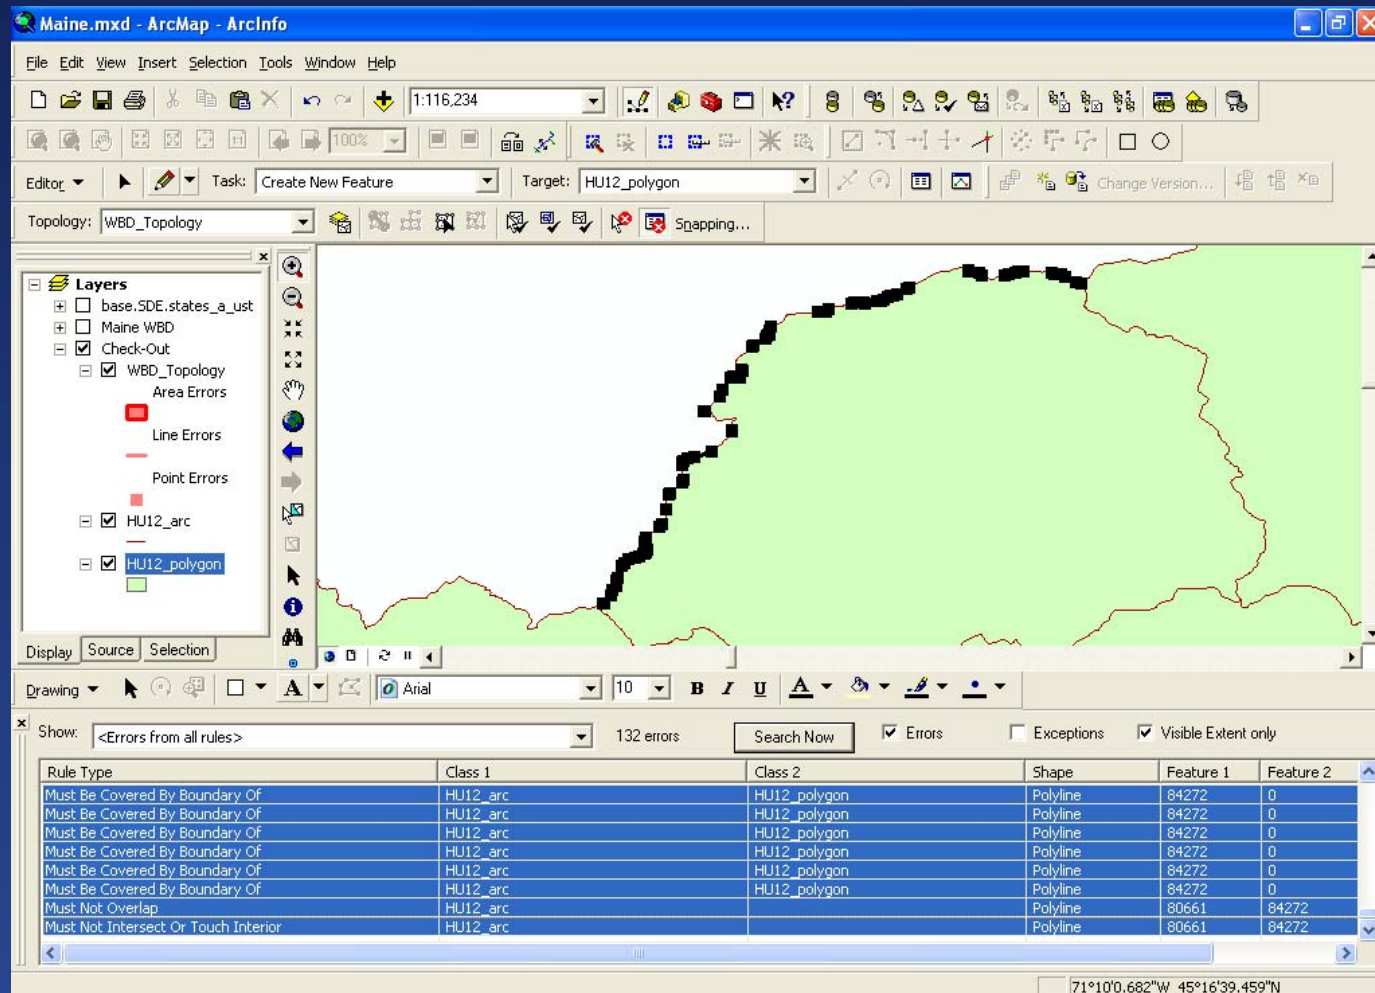 Maine.mxd - ArcMap - ArcInfo
File Edit View Insert Selection Tools Window Help
1:116,234
100%
Editor Task: Create New Feature Target: HU12_polygon Change Version...
Topology: WBD_Topology Snapping...
Layers
base.SDE.states_a_ust
Maine WBD
Check-Out
WBD_Topology
Area Errors
Line Errors
Point Errors
HU12_arc
HU12_polygon
Display Source Selection
Drawing A Arial 10 B I U A
Show: <Errors from all rules> 132 errors Search Now Errors Exceptions Visible Extent only
Rule Type Class 1 Class 2 Shape Feature 1 Feature 2
Must Be Covered By Boundary Of HU12_arc HU12_polygon Polyline 84272 0
Must Be Covered By Boundary Of HU12_arc HU12_polygon Polyline 84272 0
Must Be Covered By Boundary Of HU12_arc HU12_polygon Polyline 84272 0
Must Be Covered By Boundary Of HU12_arc HU12_polygon Polyline 84272 0
Must Be Covered By Boundary Of HU12_arc HU12_polygon Polyline 84272 0
Must Be Covered By Boundary Of HU12_arc HU12_polygon Polyline 84272 0
Must Not Overlap HU12_arc Polyline 80661 84272
Must Not Intersect Or Touch Interior HU12_arc Polyline 80661 84272
71°10'0.682"W 45°16'39.459"N